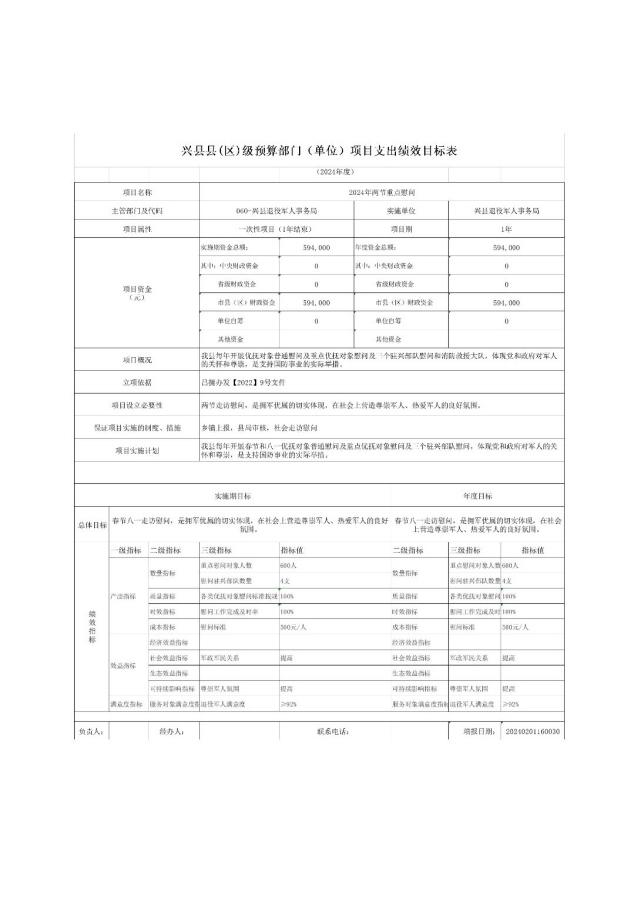 兴县县(区)级预算部门（单位）项目支出绩效目标表
（2024年度）
项目名称 2024年两节重点慰问
主管部门及代码 060-兴县退役军人事务局 实施单位 兴县退役军人事务局
项目属性 一次性项目（1年结束） 项目期 1年
项目资金
（元）
实施期资金总额： 594,000 年度资金总额： 594,000
其中：中央财政资金 0 其中：中央财政资金 0
省级财政资金 0 省级财政资金 0
市县（区）财政资金 594,000 市县（区）财政资金 594,000
单位自筹 0 单位自筹 0
其他资金 其他资金
项目概况 我县每年开展优抚对象普通慰问及重点优抚对象慰问及三个驻兴部队慰问和消防救援大队，体现党和政府对军人
的关怀和尊崇，是支持国防事业的实际举措。
立项依据 吕拥办发【2022】9号文件
项目设立必要性 两节走访慰问，是拥军优属的切实体现，在社会上营造尊崇军人、热爱军人的良好氛围。
保证项目实施的制度、措施 乡镇上报，县局审核，社会走访慰问
项目实施计划 我县每年开展春节和八一优抚对象普通慰问及重点优抚对象慰问及三个驻兴部队慰问，体现党和政府对军人的关
怀和尊崇，是支持国防事业的实际举措。
实施期目标 年度目标
总体目标 春节八一走访慰问，是拥军优属的切实体现，在社会上营造尊崇军人、热爱军人的良好
氛围。
春节八一走访慰问，是拥军优属的切实体现，在社会
上营造尊崇军人、热爱军人的良好氛围。
绩效指标
一级指标 二级指标 三级指标 指标值 二级指标 三级指标 指标值
产出指标
数量指标 重点慰问对象人数 600人 数量指标 重点慰问对象人数 600人
慰问驻兴部队数量 4支 慰问驻兴部队数量 4支
质量指标 各类优抚对象慰问标准按 100% 质量指标 各类优抚对象慰问 100%
时效指标 慰问工作完成及时率 100% 时效指标 慰问工作完成及时 100%
成本指标 慰问标准 500元/人 成本指标 慰问标准 500元/人
效益指标
经济效益指标 经济效益指标
社会效益指标 军政军民关系 提高 社会效益指标 军政军民关系 提高
生态效益指标 生态效益指标
可持续影响指标 尊崇军人氛围 提高 可持续影响指标 尊崇军人氛围 提高
满意度指标 服务对象满意度指 退役军人满意度 ≥92% 服务对象满意度指标 退役军人满意度 ≥92%
负责人： 经办人： 联系电话： 填报日期： 20240201160030